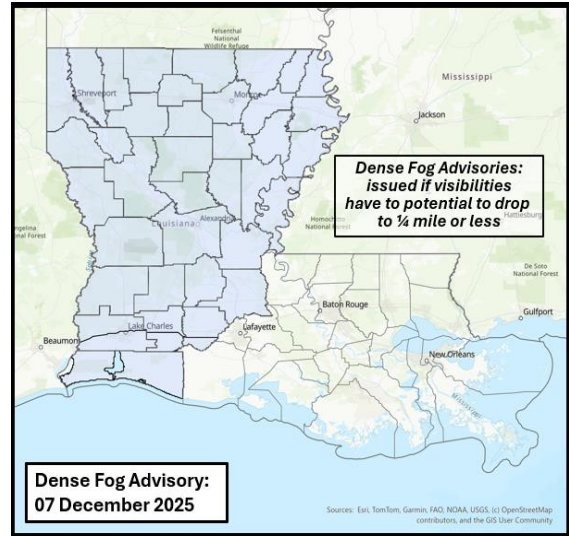 Felsenthal
National
Wildlife Refuge
Mississippi
Shreveport
Monroe
Jackson
Dense Fog Advisories:
issued if visibilities
have to potential to drop
to ¼ mile or less
Louisiana
Alexandria
Homochitto
National Forest
Hattiesburg
Angelina
National Forest
De Soto
National Forest
Baton Rouge
Gulfport
Lake Charles
Lafayette
Beaumont
New Orleans
Mississippi
Dense Fog Advisory:
07 December 2025
Sources: Esri, TomTom, Garmin, FAO, NOAA, USGS, (c) OpenStreetMap
contributors, and the GIS User Community